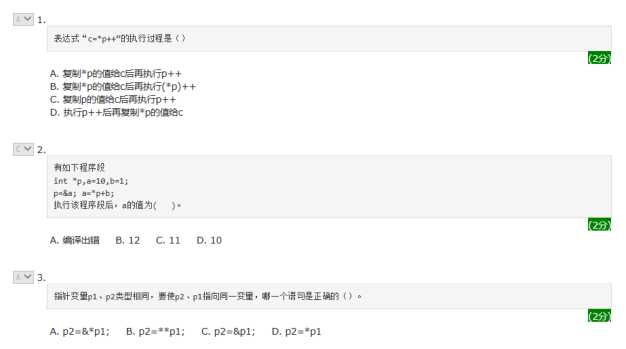 A 1.
表达式 “c=*p++”的执行过程是（）
(2分)
A. 复制*p的值给c后再执行p++
B. 复制*p的值给c后再执行(*p)++
C. 复制p的值给c后再执行p++
D. 执行p++后再复制*p的值给c
C 2.
有如下程序段
int *p,a=10,b=1;
p=&a; a=*p+b;
执行该程序段后，a的值为(   )。
(2分)
A. 编译出错 B. 12 C. 11 D. 10
A 3.
指针变量p1、p2类型相同，要使p2、p1指向同一变量，哪一个语句是正确的（）。
(2分)
A. p2=&*p1; B. p2=**p1; C. p2=&p1; D. p2=*p1